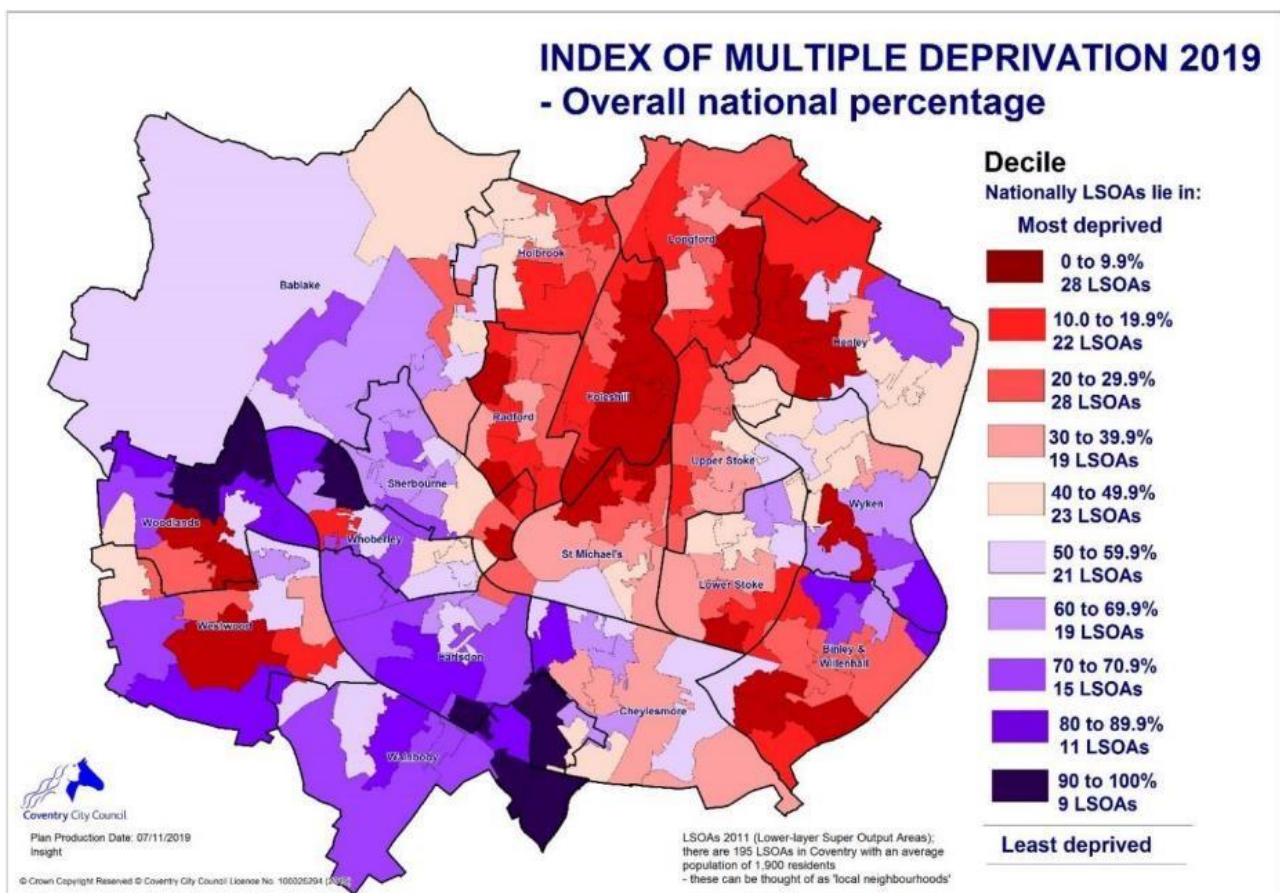 INDEX OF MULTIPLE DEPRIVATION 2019
- Overall national percentage
Decile
Nationally LSOAs lie in:
Most deprived
0 to 9.9%
28 LSOAs
10.0 to 19.9%
22 LSOAs
20 to 29.9%
28 LSOAs
30 to 39.9%
19 LSOAs
40 to 49.9%
23 LSOAs
50 to 59.9%
21 LSOAs
60 to 69.9%
19 LSOAs
70 to 70.9%
15 LSOAs
80 to 89.9%
11 LSOAs
90 to 100%
9 LSOAs
Least deprived
Longford
Holbrook
Bablake
Henley
Foleshill
Radford
Upper Stoke
Sherbourne
Wyken
Woodlands
Whoberley
St Michael's
Lower Stoke
Westwood
Earlsdon
Binley &
Willenhall
Cheylesmore
Wainbody
Coventry City Council
Plan Production Date: 07/11/2019
Insight
LSOAs 2011 (Lower-layer Super Output Areas);
there are 195 LSOAs in Coventry with an average
population of 1,900 residents
- these can be thought of as 'local neighbourhoods'
© Crown Copyright Reserved © Coventry City Council Licence No. 100026294